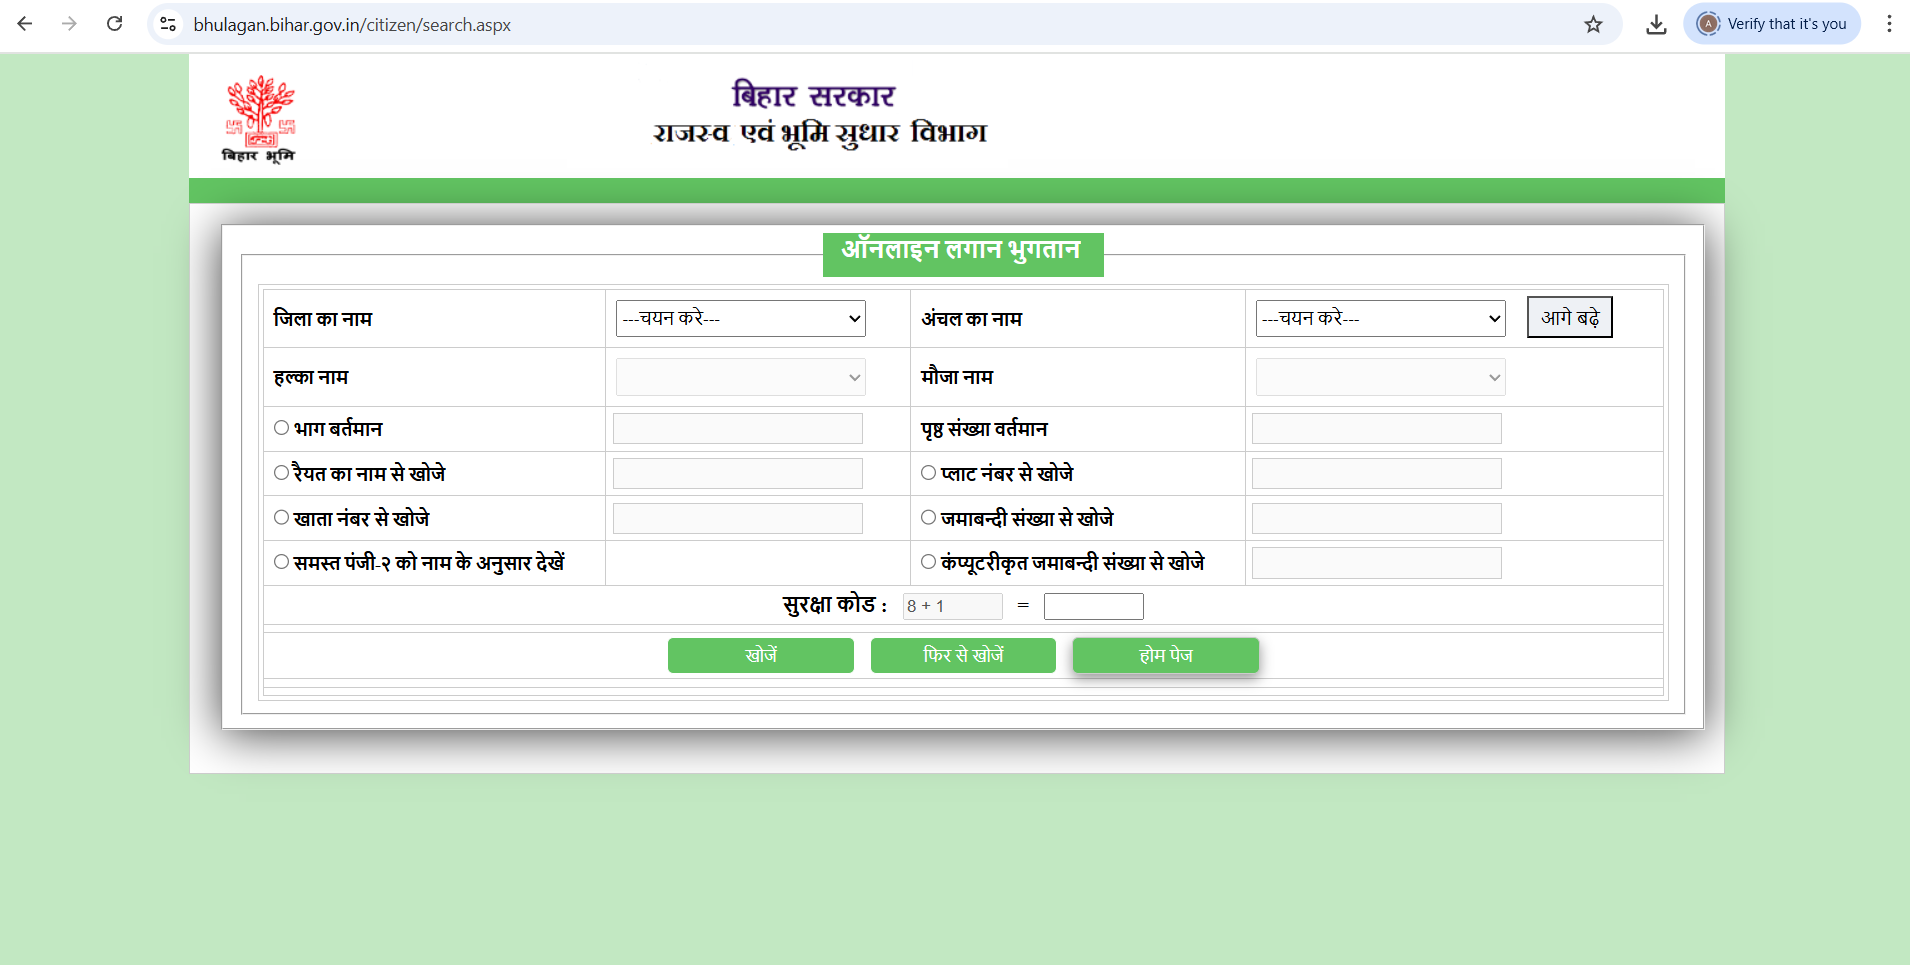 bhulagan.bihar.gov.in/citizen/search.aspx
Verify that it's you
बिहार सरकार
राजस्व एवं भूमि सुधार विभाग
बिहार भूमि
ऑनलाइन लगान भुगतान
जिला का नाम ---चयन करे--- अंचल का नाम ---चयन करे--- आगे बढ़े
हल्का नाम मौजा नाम
भाग बर्तमान पृष्ठ संख्या वर्तमान
रैयत का नाम से खोजे प्लाट नंबर से खोजे
खाता नंबर से खोजे जमाबन्दी संख्या से खोजे
समस्त पंजी-२ को नाम के अनुसार देखें कंप्यूटरीकृत जमाबन्दी संख्या से खोजे
सुरक्षा कोड : 8 + 1 =
खोजें फिर से खोजें होम पेज